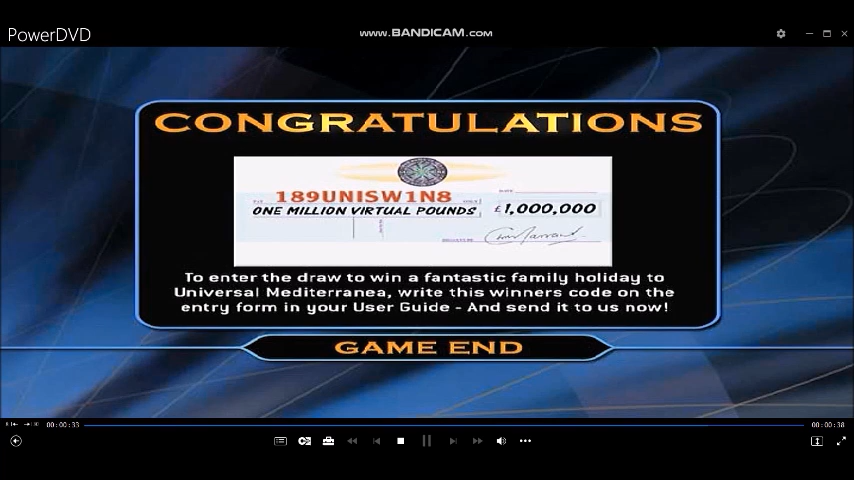 PowerDVD
www.BANDICAM.com
CONGRATULATIONS
189UNISW1N8
ONE MILLION VIRTUAL POUNDS
£1,000,000
To enter the draw to win a fantastic family holiday to
Universal Mediterranea, write this winners code on the
entry form in your User Guide - And send it to us now!
GAME END
00:00:33
00:00:38